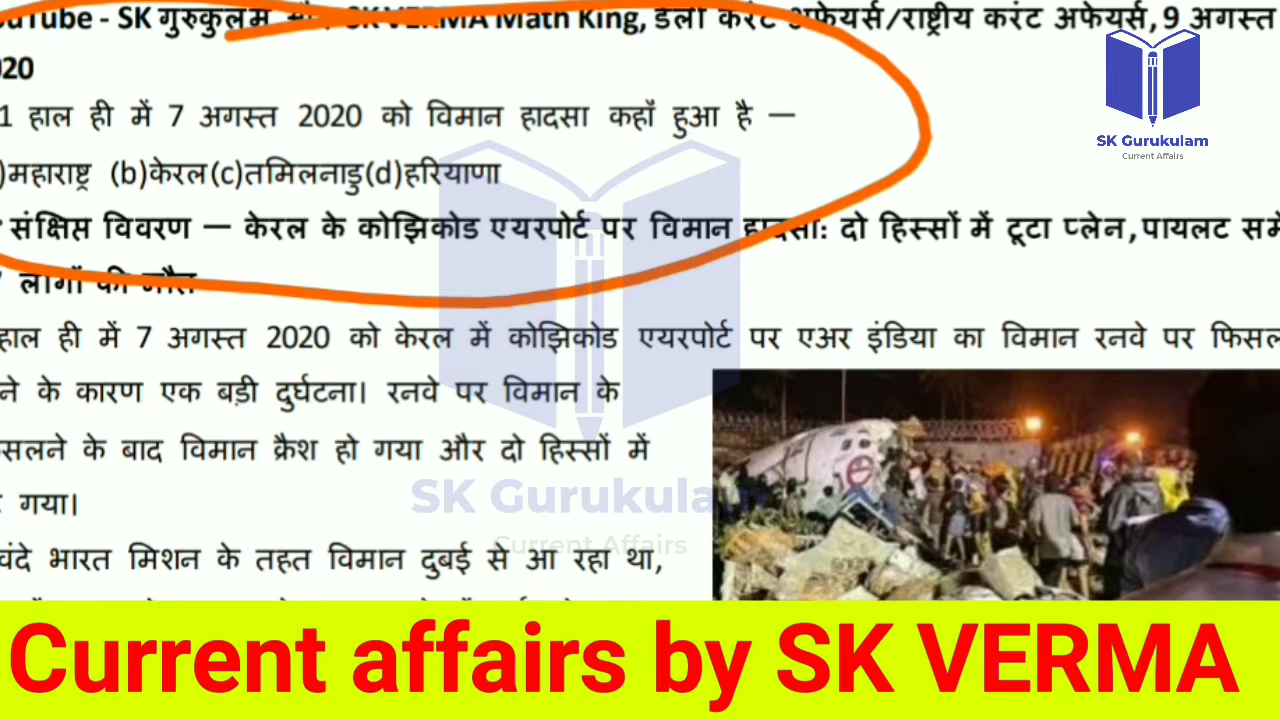 ouTube - SK गुरुकुलम SK VERMA Math King, डेली करंट अफेयर्स/राष्ट्रीय करंट अफेयर्स, 9 अगस्त
020
1 हाल ही में 7 अगस्त 2020 को विमान हादसा कहाँ हुआ है —
)महाराष्ट्र (b)केरल(c)तमिलनाडु(d)हरियाणा
संक्षिप्त विवरण — केरल के कोझिकोड एयरपोर्ट पर विमान हादसा: दो हिस्सों में टूटा प्लेन, पायलट समे
लोगों की मौत
हाल ही में 7 अगस्त 2020 को केरल में कोझिकोड एयरपोर्ट पर एअर इंडिया का विमान रनवे पर फिसल
ने के कारण एक बड़ी दुर्घटना। रनवे पर विमान के
सलने के बाद विमान क्रैश हो गया और दो हिस्सों में
गया।
वंदे भारत मिशन के तहत विमान दुबई से आ रहा था,
SK Gurukulam
Current Affairs
SK Gurukulam
Current Affairs
Current affairs by SK VERMA